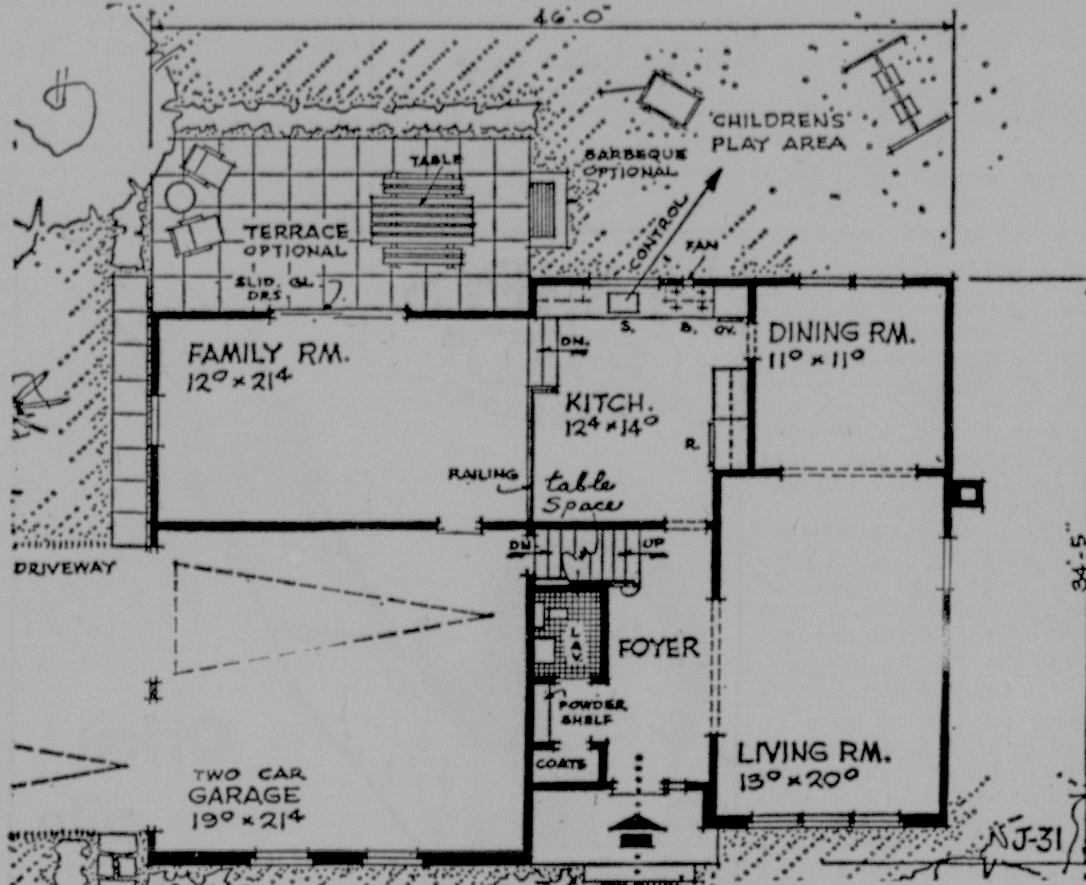 46'-0"
CHILDREN'S
PLAY AREA
BARBEQUE
OPTIONAL
TABLE
TERRACE
OPTIONAL
CONTROL
FAN
SLID. GL.
DRS
S.
B.
OV.
DN.
FAMILY RM.
12⁰ × 21⁴
DINING RM.
11⁰ × 11⁰
KITCH.
12⁴ × 14⁰
R.
RAILING
table
Space
DN
UP
DRIVEWAY
34'-5"
LAV.
FOYER
POWDER
SHELF
COATS
LIVING RM.
13⁰ × 20⁰
TWO CAR
GARAGE
19⁰ × 21⁴
J-31